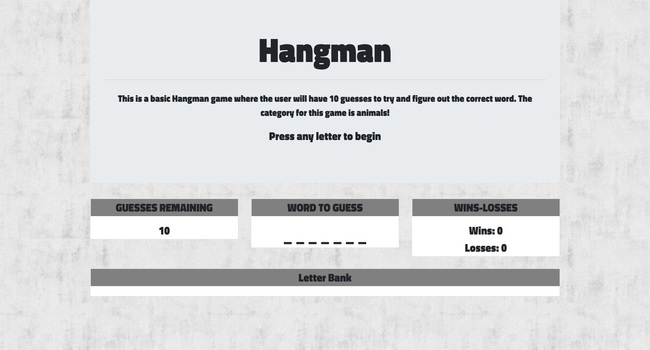 Hangman
This is a basic Hangman game where the user will have 10 guesses to try and figure out the correct word. The
category for this game is animals!
Press any letter to begin
GUESSES REMAINING
10
WORD TO GUESS
_ _ _ _ _ _ _
WINS-LOSSES
Wins: 0
Losses: 0
Letter Bank